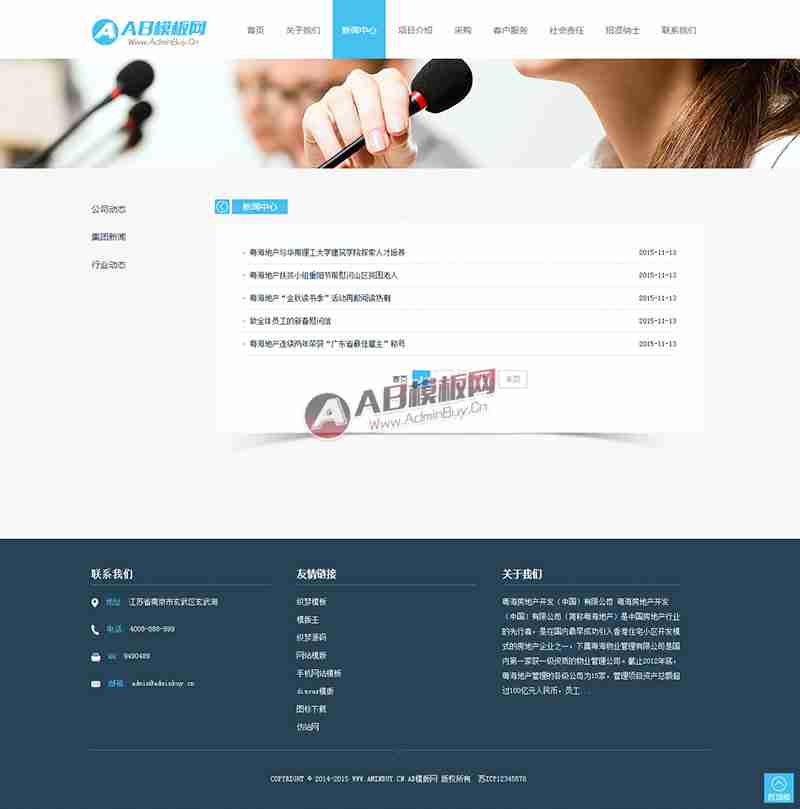 AB模板网
Www.AdminBuy.Cn
首页 关于我们 新闻中心 项目介绍 采购 客户服务 社会责任 招贤纳士 联系我们
公司动态
集团新闻
行业动态
新闻中心
粤海地产与华南理工大学建筑学院探索人才培养 2015-11-13
粤海地产扶贫小组重阳节前慰问山区贫困老人 2015-11-13
粤海地产“金秋读书季”活动再掀阅读热潮 2015-11-13
致全体员工的新春慰问信 2015-11-13
粤海地产连续两年荣获“广东省最佳雇主”称号 2015-11-13
首页 末页
AB模板网
Www.AdminBuy.Cn
联系我们
地址: 江苏省南京市玄武区玄武湖
电话: 4008-888-999
QQ: 9490489
邮箱: admin@adminbuy.cn
友情链接
织梦模板
模板王
织梦源码
网站模板
手机网站模板
discuz模板
图标下载
仿站网
关于我们
粤海房地产开发（中国）有限公司 粤海房地产开发
（中国）有限公司（简称粤海地产）是中国房地产行业
的先行者，是在国内最早成功引入香港住宅小区开发模
式的房地产企业之一，下属粤海物业管理有限公司是国
内第一家获一级资质的物业管理公司。截止2012年底，
粤海地产管理的各级公司为15家，管理项目资产总额超
过100亿元人民币，员工...
COPYRIGHT © 2014-2015 WWW.AMINBUY.CN AB模板网 版权所有 苏ICP12345678
回顶部